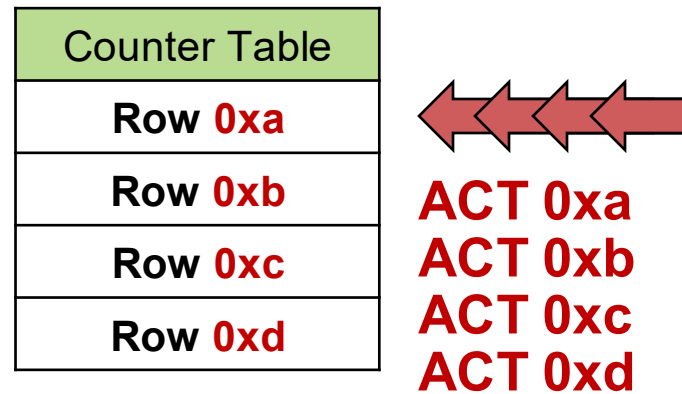 Counter Table
Row 0xa
Row 0xb
Row 0xc
Row 0xd
ACT 0xa
ACT 0xb
ACT 0xc
ACT 0xd